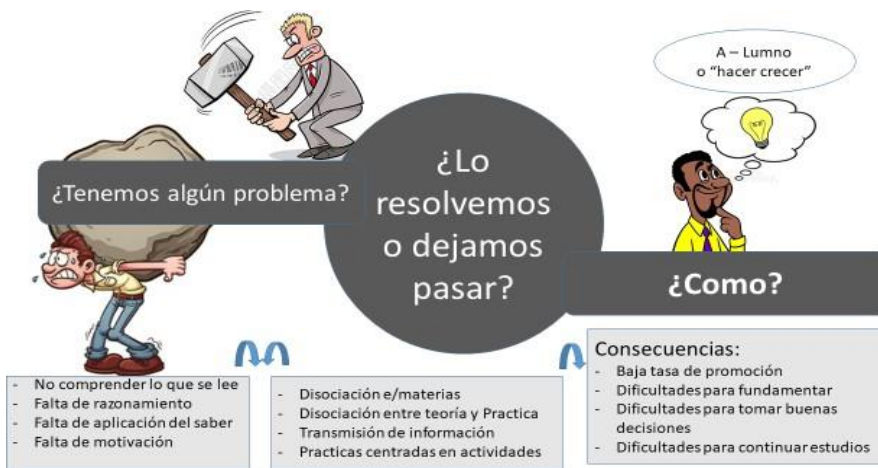 A – Lumno
o “hacer crecer”
¿Tenemos algún problema?
¿Lo
resolvemos
o dejamos
pasar?
¿Como?
- No comprender lo que se lee
- Falta de razonamiento
- Falta de aplicación del saber
- Falta de motivación
- Disociación e/materias
- Disociación entre teoría y Practica
- Transmisión de información
- Practicas centradas en actividades
Consecuencias:
- Baja tasa de promoción
- Dificultades para fundamentar
- Dificultades para tomar buenas
decisiones
- Dificultades para continuar estudios